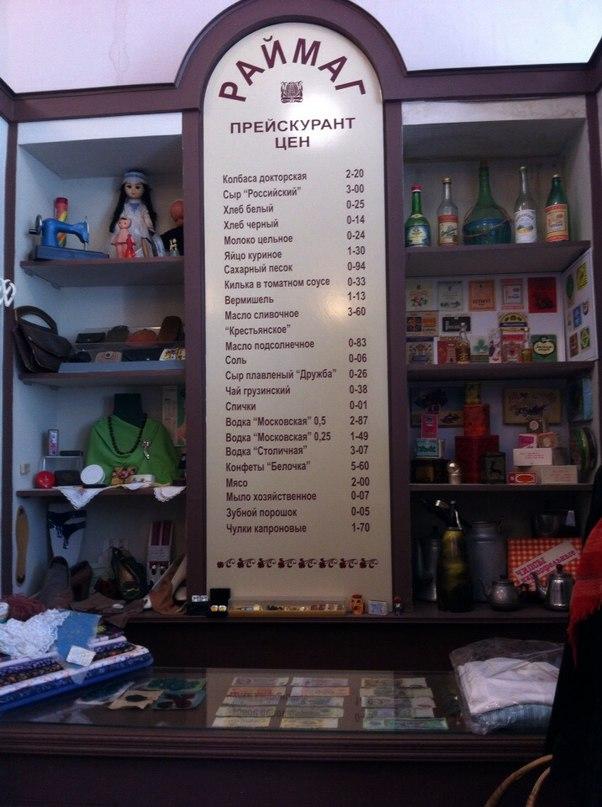 РАЙМАГ
ПРЕЙСКУРАНТ
ЦЕН
Колбаса докторская 2-20
Сыр "Российский" 3-00
Хлеб белый 0-25
Хлеб черный 0-14
Молоко цельное 0-24
Яйцо куриное 1-30
Сахарный песок 0-94
Килька в томатном соусе 0-33
Вермишель 1-13
Масло сливочное 3-60
"Крестьянское"
Масло подсолнечное 0-83
Соль 0-06
Сыр плавленый "Дружба" 0-26
Чай грузинский 0-38
Спички 0-01
Водка "Московская" 0,5 2-87
Водка "Московская" 0,25 1-49
Водка "Столичная" 3-07
Конфеты "Белочка" 5-60
Мясо 2-00
Мыло хозяйственное 0-07
Зубной порошок 0-05
Чулки капроновые 1-70